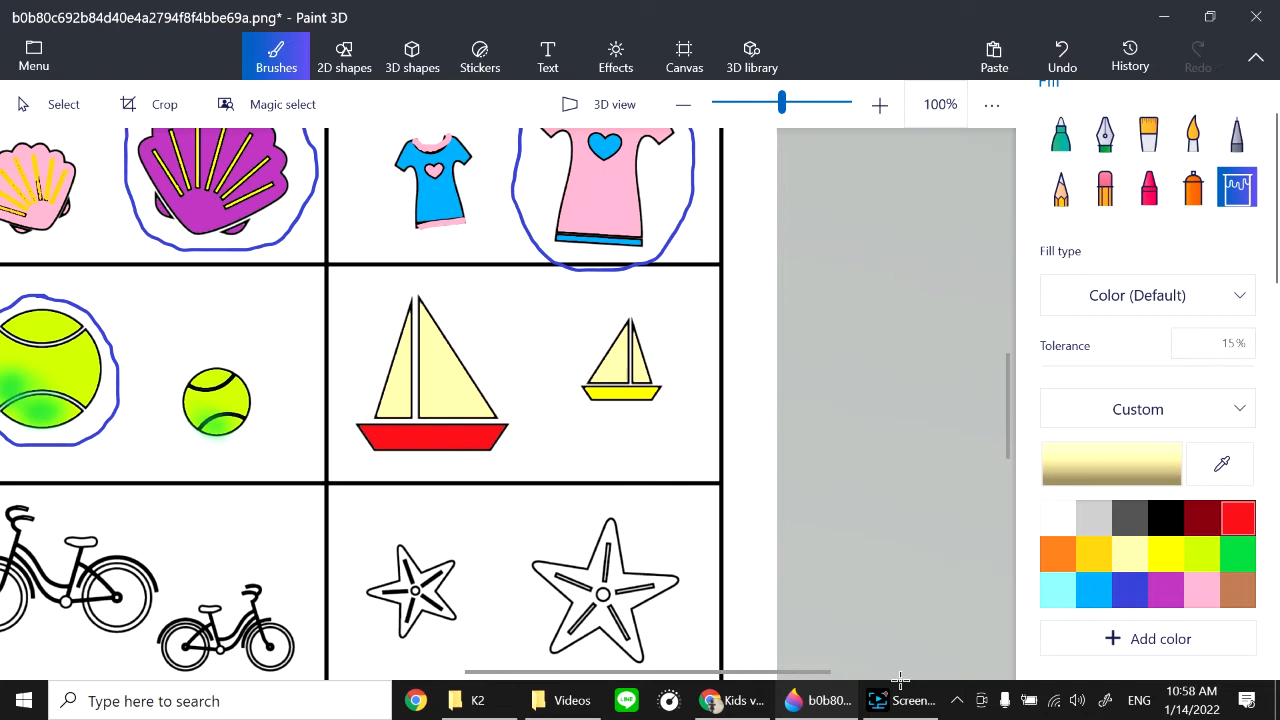 b0b80c692b84d40e4a2794f8f4bbe69a.png* - Paint 3D
Menu
Brushes
2D shapes
3D shapes
Stickers
Text
Effects
Canvas
3D library
Paste
Undo
History
Redo
Select
Crop
Magic select
3D view
100%
Fill
Fill type
Color (Default)
Tolerance
15%
Custom
Add color
Type here to search
K2
Videos
Kids v...
b0b80...
Screen...
ENG
10:58 AM
1/14/2022